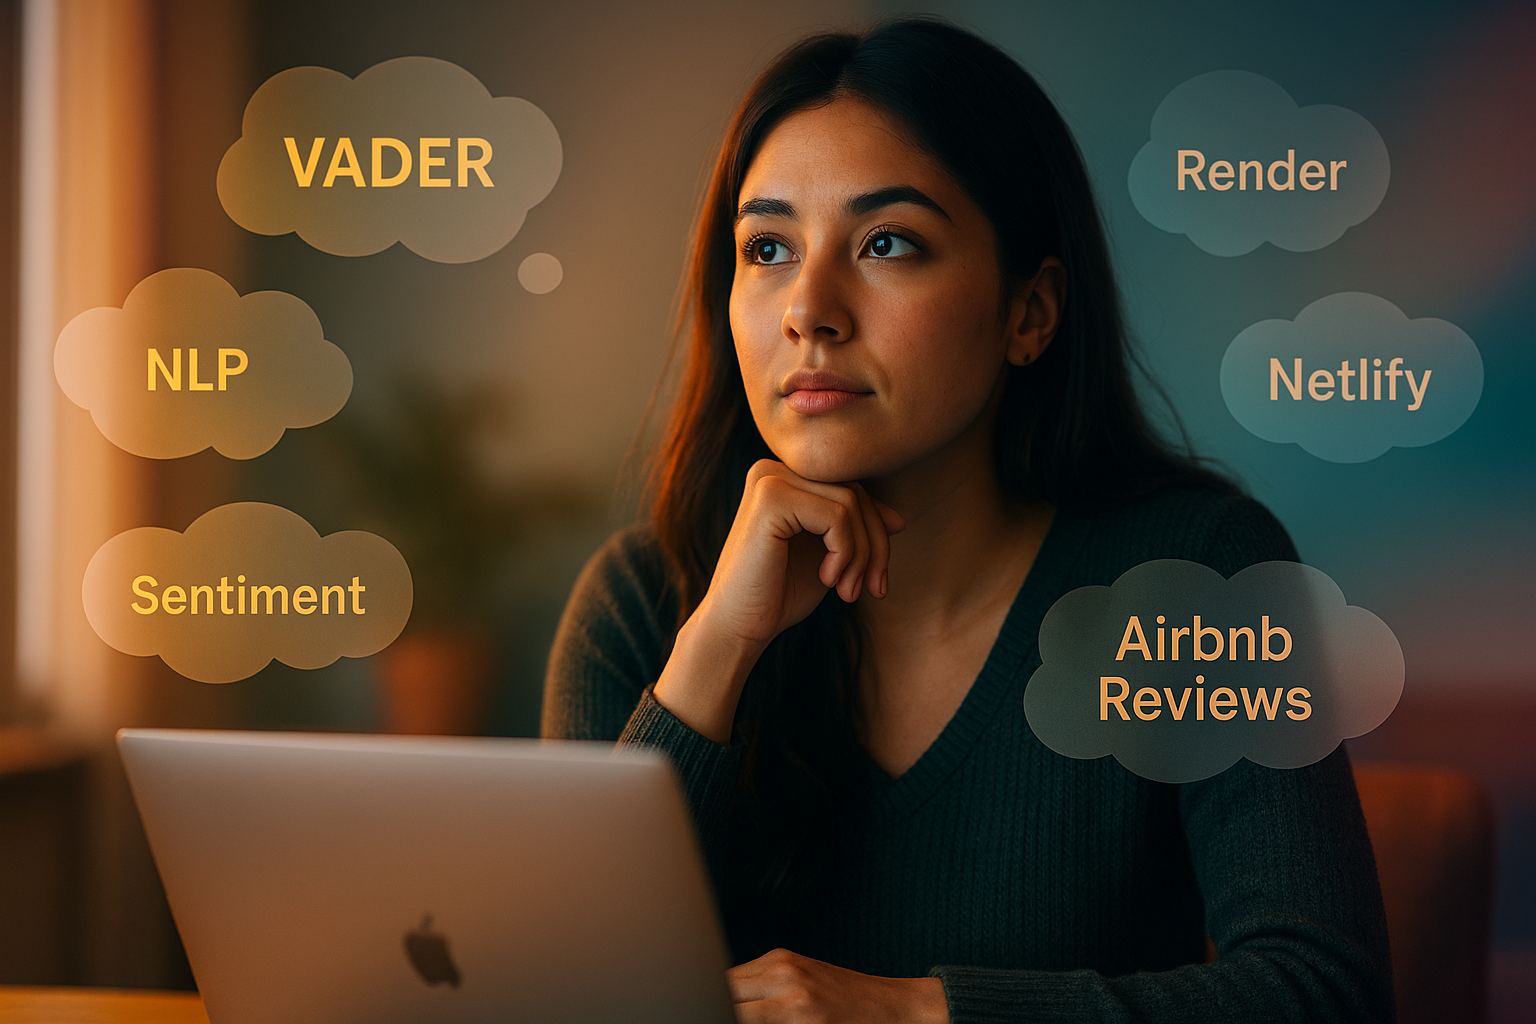 VADER
NLP
Sentiment
Render
Netlify
Airbnb
Reviews